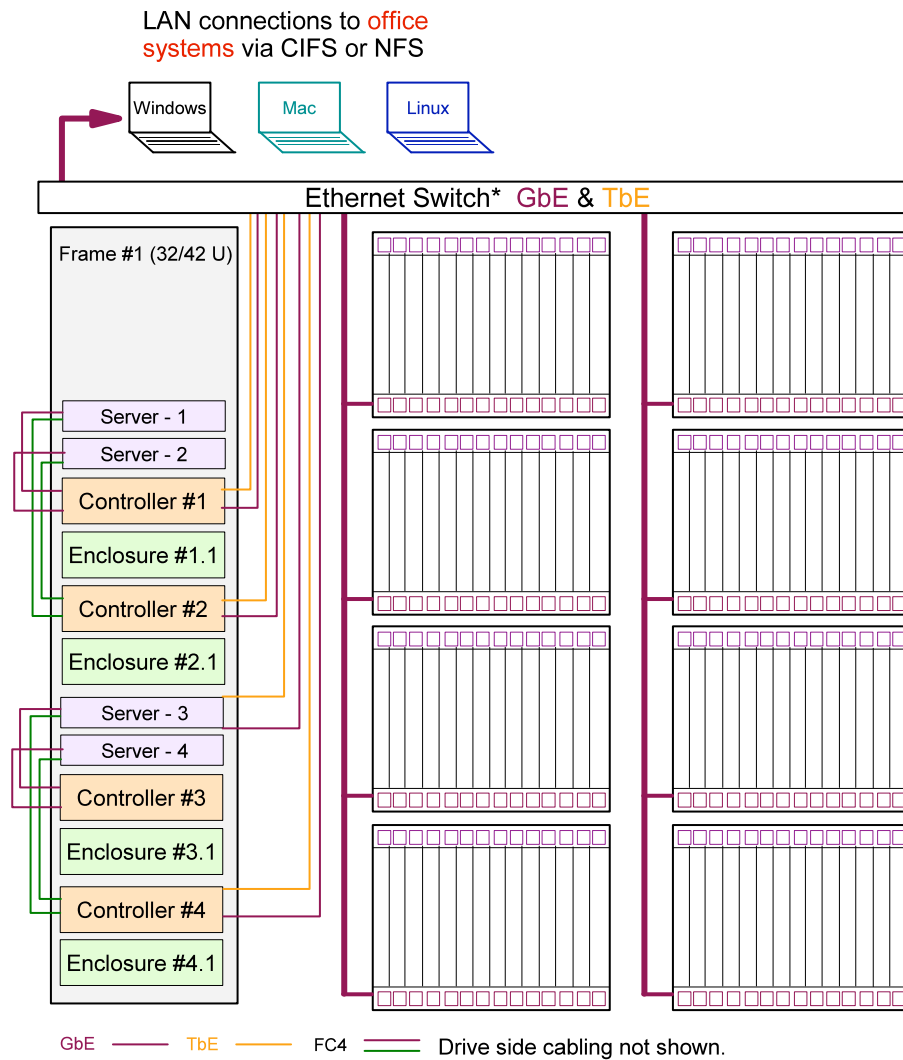 LAN connections to office
systems via CIFS or NFS
Windows
Mac
Linux
Ethernet Switch* GbE & TbE
Frame #1 (32/42 U)
Server - 1
Server - 2
Controller #1
Enclosure #1.1
Controller #2
Enclosure #2.1
Server - 3
Server - 4
Controller #3
Enclosure #3.1
Controller #4
Enclosure #4.1
GbE
TbE
FC4
Drive side cabling not shown.